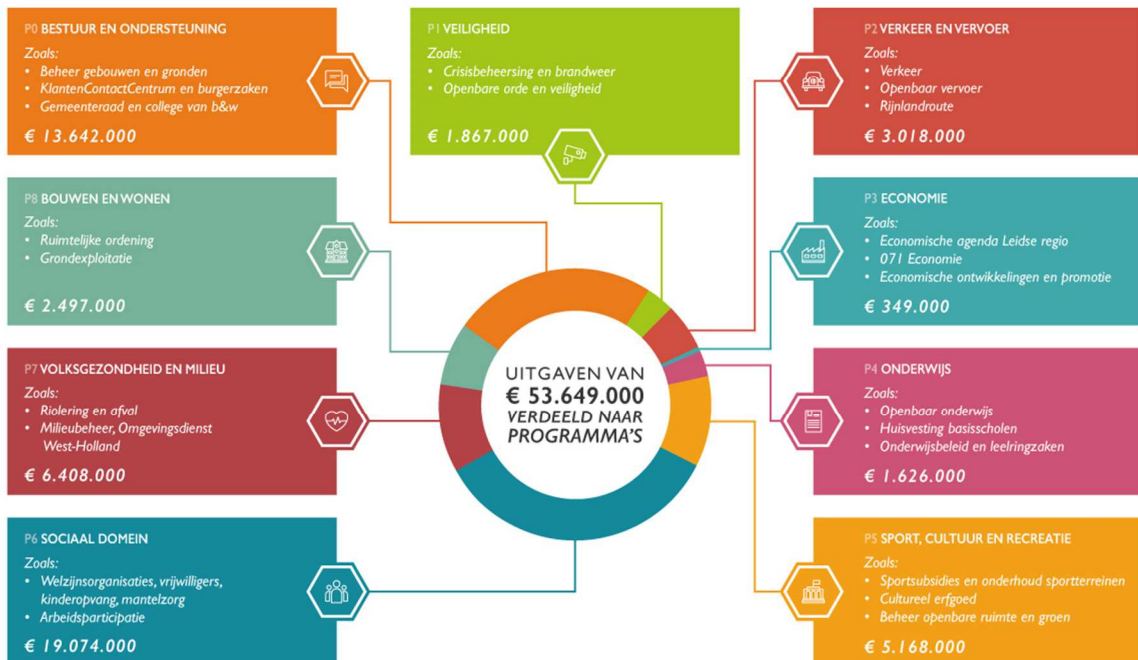 P0 BESTUUR EN ONDERSTEUNING
Zoals:
• Beheer gebouwen en gronden
• KlantenContactCentrum en burgerzaken
• Gemeenteraad en college van b&w
€ 13.642.000
P1 VEILIGHEID
Zoals:
• Crisisbeheersing en brandweer
• Openbare orde en veiligheid
€ 1.867.000
P2 VERKEER EN VERVOER
Zoals:
• Verkeer
• Openbaar vervoer
• Rijnlandroute
€ 3.018.000
P8 BOUWEN EN WONEN
Zoals:
• Ruimtelijke ordening
• Grondexploitatie
€ 2.497.000
P3 ECONOMIE
Zoals:
• Economische agenda Leidse regio
• 071 Economie
• Economische ontwikkelingen en promotie
€ 349.000
P7 VOLKSGEZONDHEID EN MILIEU
Zoals:
• Riolering en afval
• Milieubeheer, Omgevingsdienst
West-Holland
€ 6.408.000
UITGAVEN VAN
€ 53.649.000
VERDEELD NAAR
PROGRAMMA'S
P4 ONDERWIJS
Zoals:
• Openbaar onderwijs
• Huisvesting basisscholen
• Onderwijsbeleid en leelringzaken
€ 1.626.000
P6 SOCIAAL DOMEIN
Zoals:
• Welzijnsorganisaties, vrijwilligers,
kinderopvang, mantelzorg
• Arbeidsparticipatie
€ 19.074.000
P5 SPORT, CULTUUR EN RECREATIE
Zoals:
• Sportsubsidies en onderhoud sportterreinen
• Cultureel erfgoed
• Beheer openbare ruimte en groen
€ 5.168.000